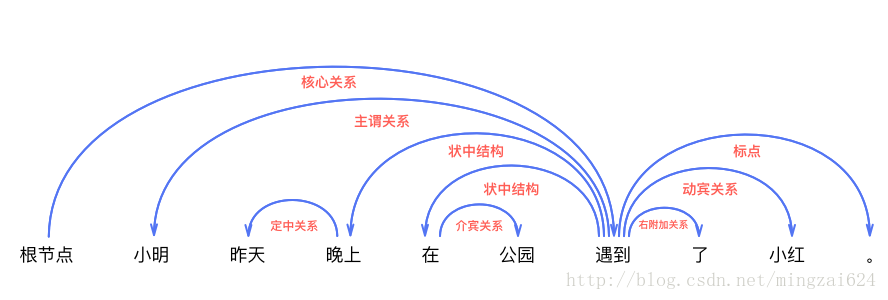 核心关系
主谓关系
状中结构
标点
状中结构
动宾关系
定中关系
介宾关系
右附加关系
根节点 小明 昨天 晚上 在 公园 遇到 了 小红 。
http://blog.csdn.net/mingzai624